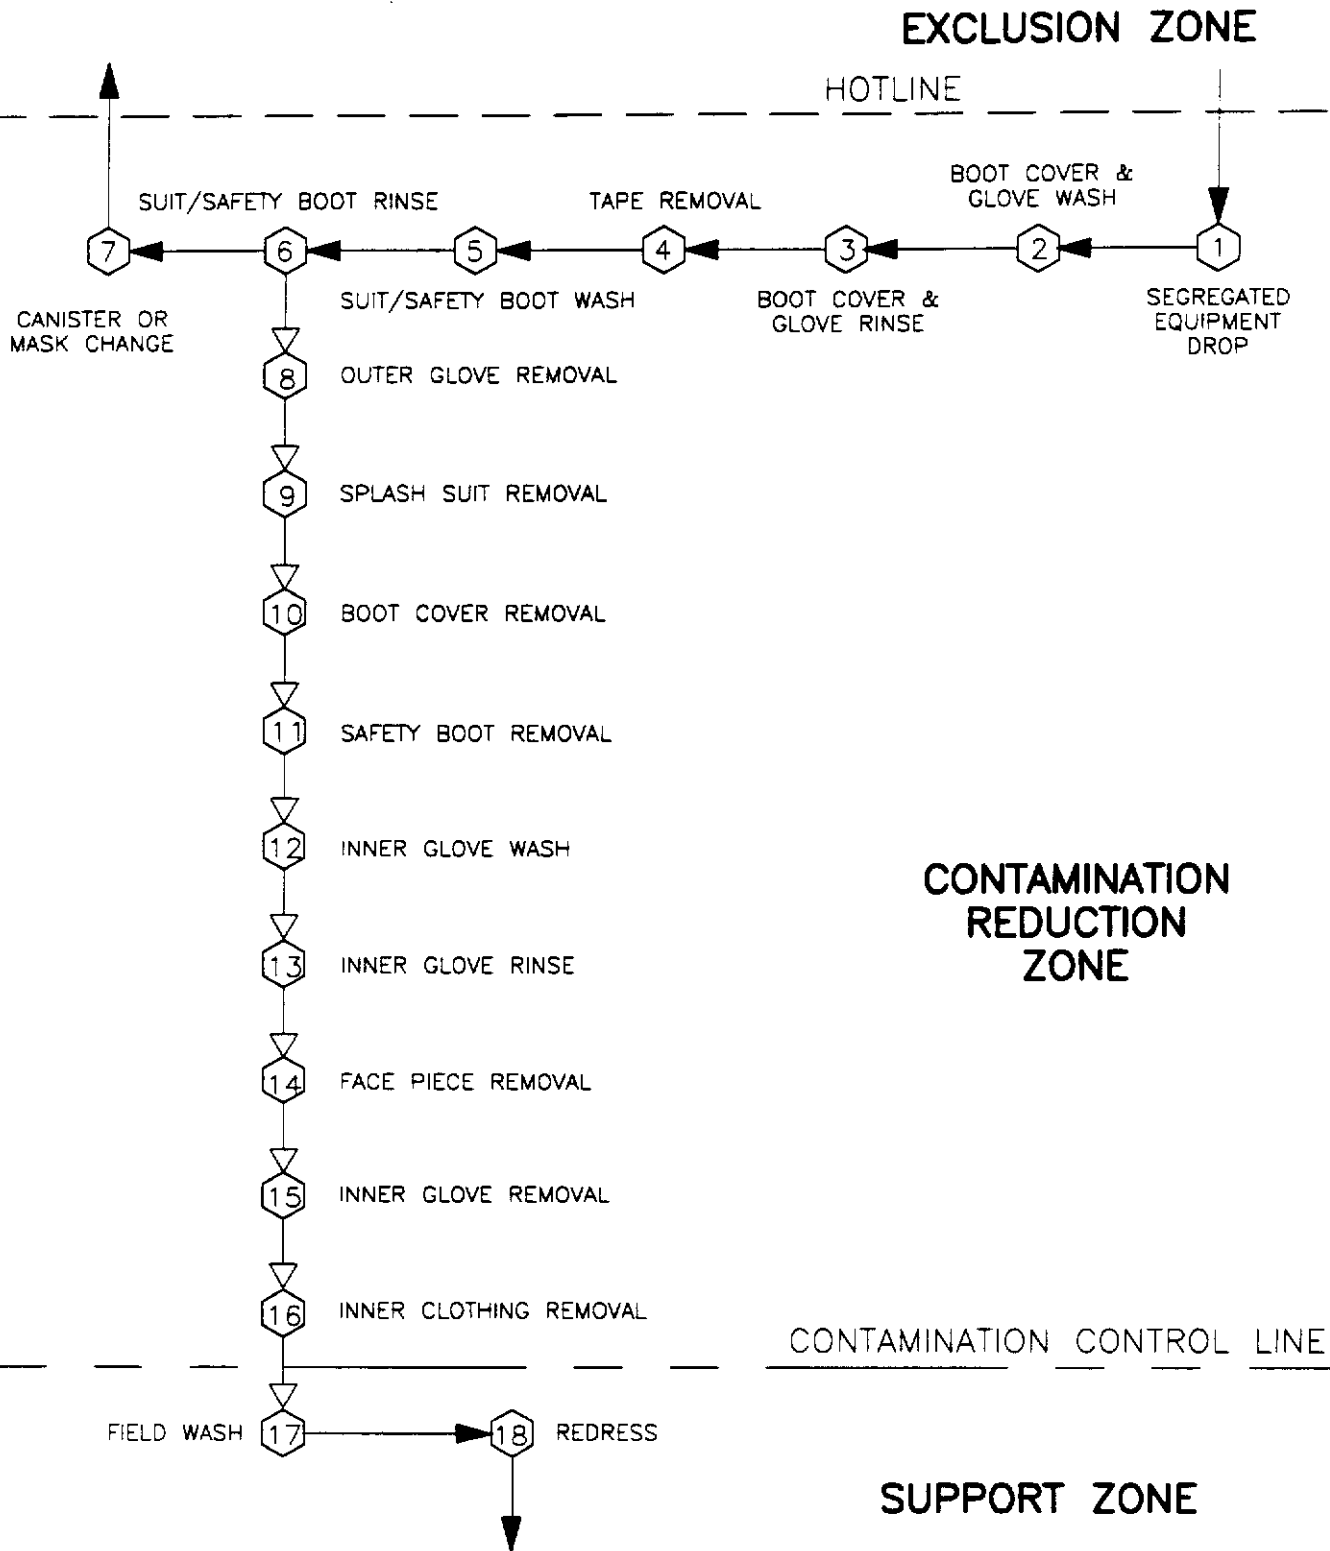 EXCLUSION ZONE
HOTLINE
BOOT COVER &
GLOVE WASH
SUIT/SAFETY BOOT RINSE
TAPE REMOVAL
7
6
5
4
3
2
1
CANISTER OR
MASK CHANGE
SUIT/SAFETY BOOT WASH
BOOT COVER &
GLOVE RINSE
SEGREGATED
EQUIPMENT
DROP
8 OUTER GLOVE REMOVAL
9 SPLASH SUIT REMOVAL
10 BOOT COVER REMOVAL
11 SAFETY BOOT REMOVAL
12 INNER GLOVE WASH
CONTAMINATION
REDUCTION
ZONE
13 INNER GLOVE RINSE
14 FACE PIECE REMOVAL
15 INNER GLOVE REMOVAL
16 INNER CLOTHING REMOVAL
CONTAMINATION CONTROL LINE
FIELD WASH 17
18 REDRESS
SUPPORT ZONE